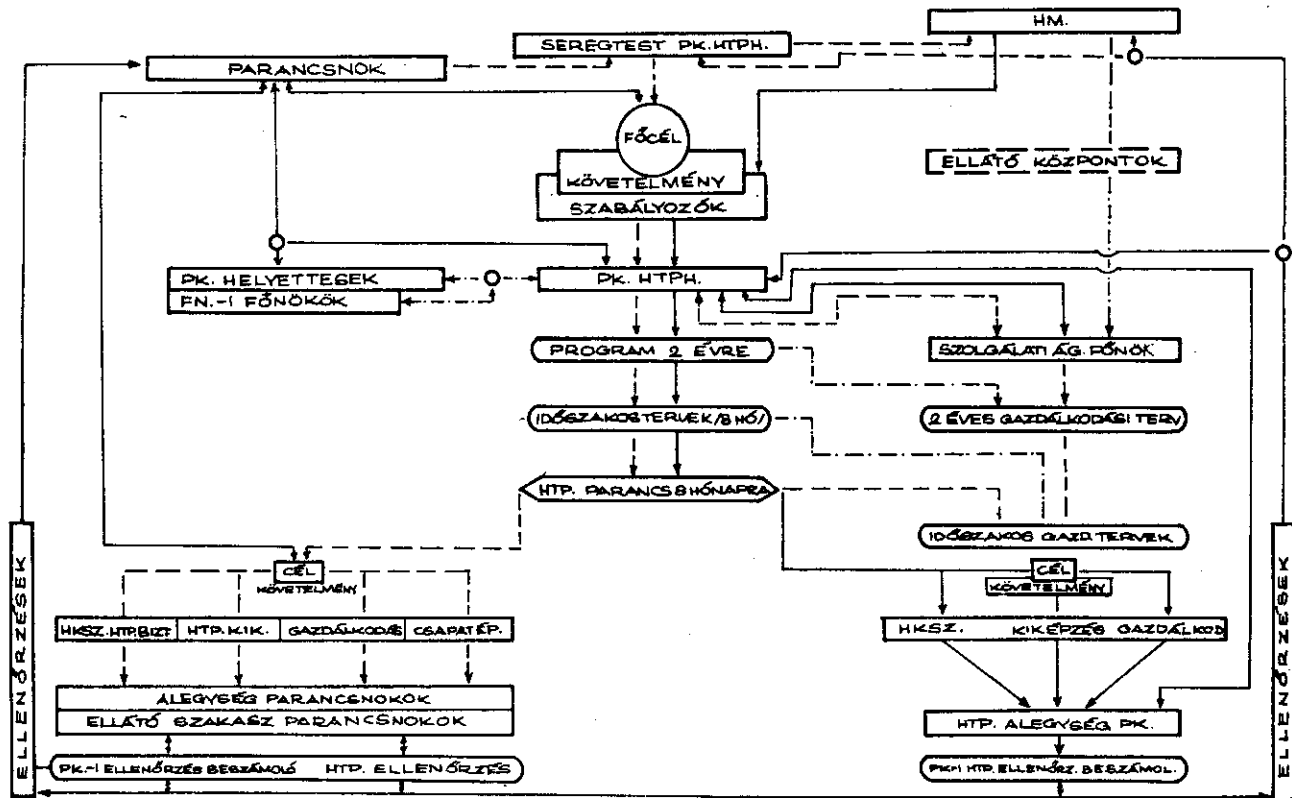 HM.
SEREGTEST PK.HTPH.
PARANCSNOK
FŐCÉL
ELLÁTÓ KÖZPONTOK
KÖVETELMÉNY
SZABÁLYOZÓK
PK. HELYETTESEK
FN.-I FŐNÖKÖK
PK. HTPH.
PROGRAM 2 ÉVRE
SZOLGÁLATI ÁG. FŐNÖK
IDŐSZAKOS TERVEK /8 HÓ/
2 ÉVES GAZDÁLKODÁSI TERV
HTP. PARANCS 8 HÓNAPRA
IDŐSZAKOS GAZD.TERVEK
CÉL
KÖVETELMÉNY
CÉL
KÖVETELMÉNY
HKSZ.HTP.BIZT
HTP. KIK.
GAZDÁLKODÁS
CSAPATÉP.
HKSZ. KIKÉPZÉS GAZDÁLKOD
ALEGYSÉG PARANCSNOKOK
ELLÁTÓ SZAKASZ PARANCSNOKOK
HTP. ALEGYSÉG PK.
PK.-I ELLENŐRZÉS BESZÁMOLÓ HTP. ELLENŐRZÉS
PK-I HTP. ELLENŐRZ. BESZÁMOL.
ELLENŐRZÉSEK
ELLENŐRZÉSEK